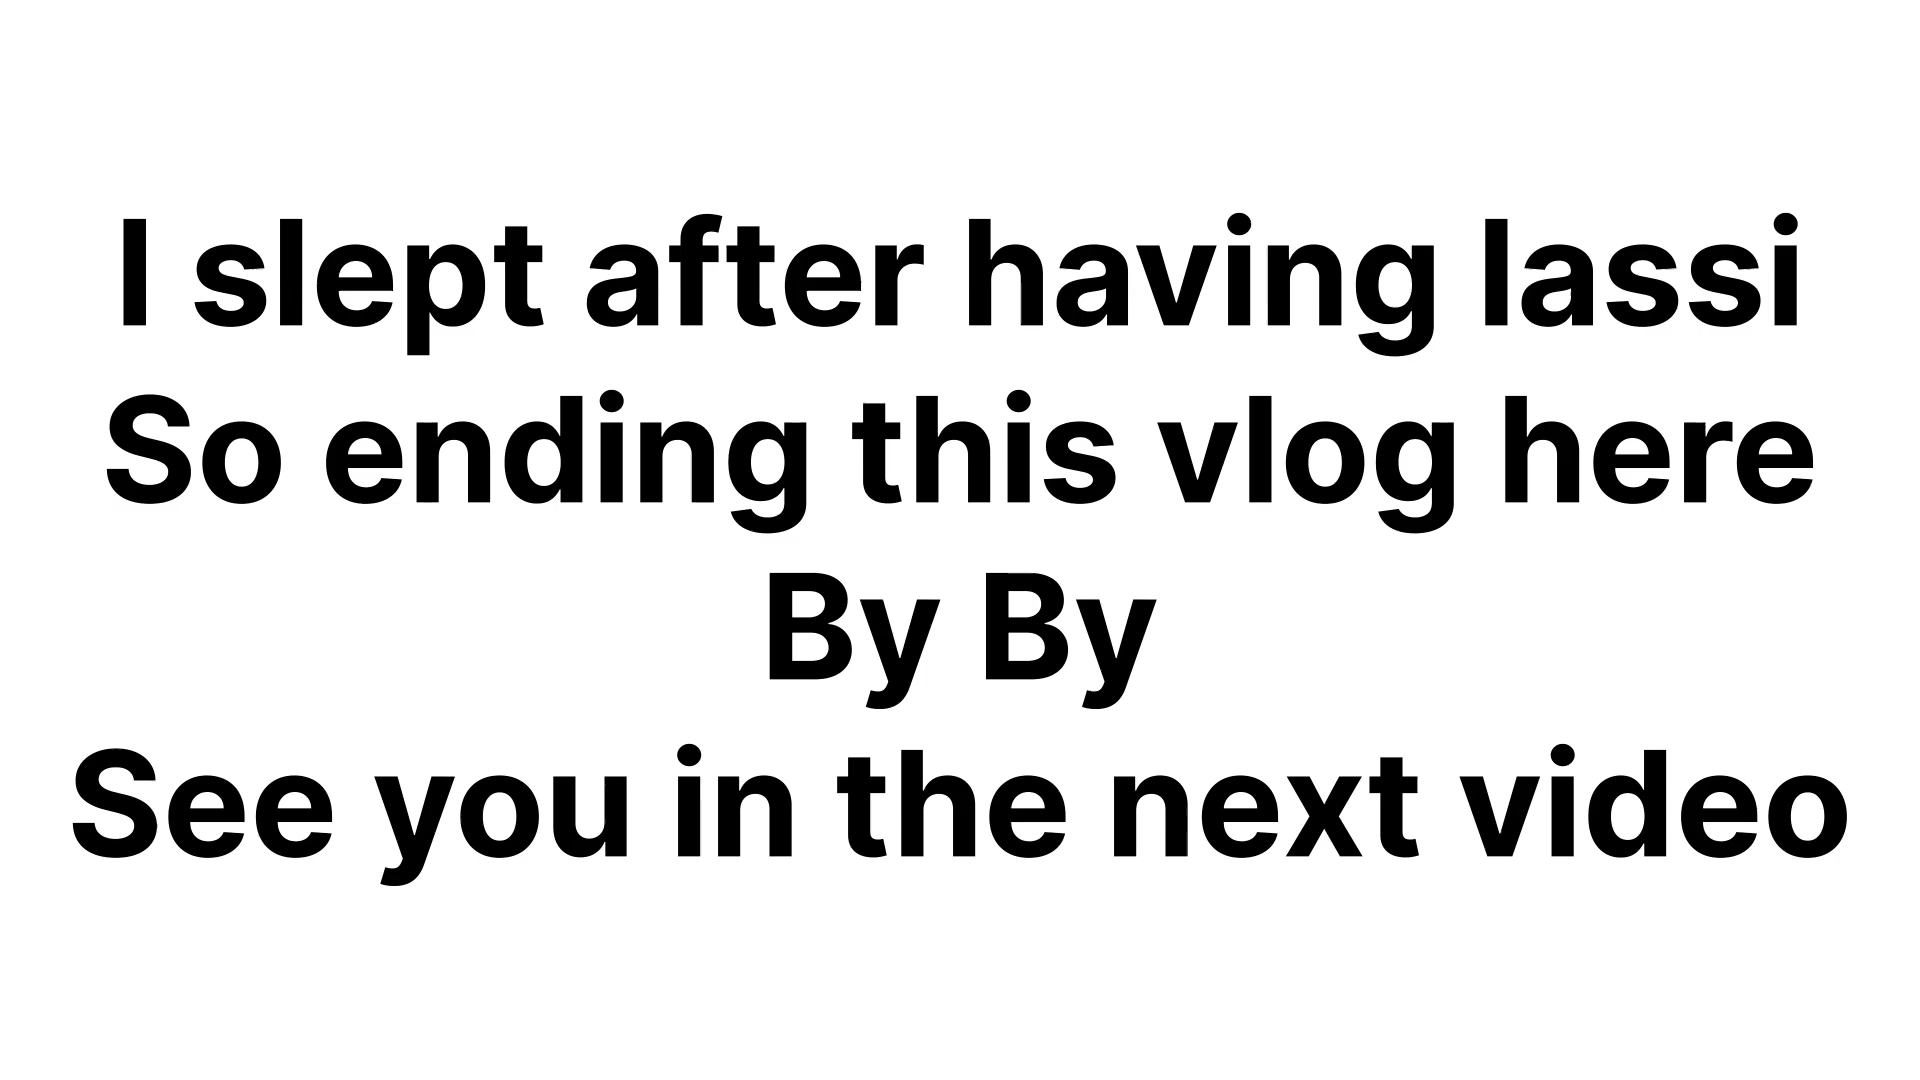 I slept after having lassi
So ending this vlog here
By By
See you in the next video